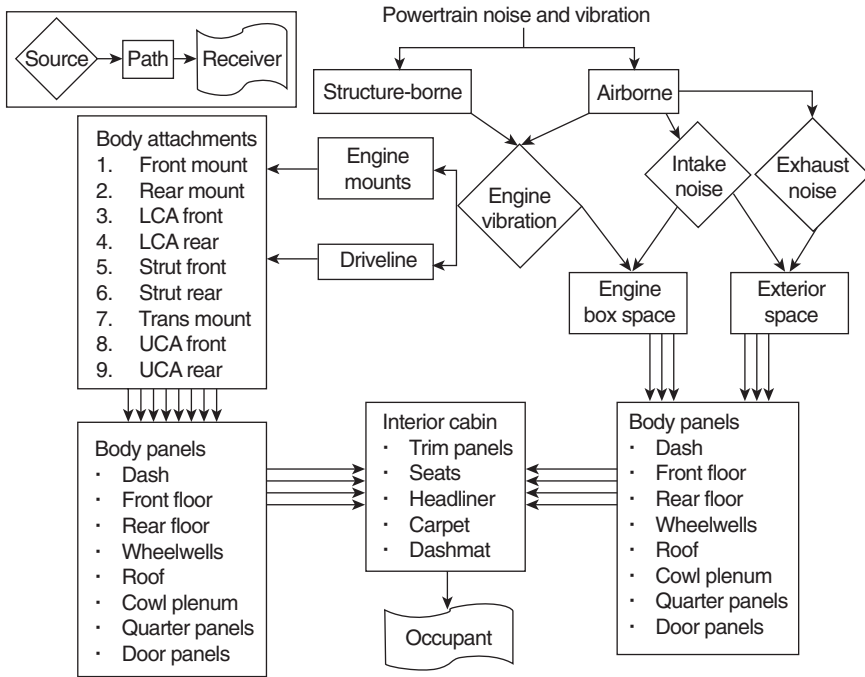 Powertrain noise and vibration
Source
Path
Receiver
Structure-borne
Airborne
Body attachments
1. Front mount
2. Rear mount
3. LCA front
4. LCA rear
5. Strut front
6. Strut rear
7. Trans mount
8. UCA front
9. UCA rear
Engine
mounts
Driveline
Engine
vibration
Intake
noise
Exhaust
noise
Engine
box space
Exterior
space
Body panels
· Dash
· Front floor
· Rear floor
· Wheelwells
· Roof
· Cowl plenum
· Quarter panels
· Door panels
Interior cabin
· Trim panels
· Seats
· Headliner
· Carpet
· Dashmat
Occupant
Body panels
· Dash
· Front floor
· Rear floor
· Wheelwells
· Roof
· Cowl plenum
· Quarter panels
· Door panels